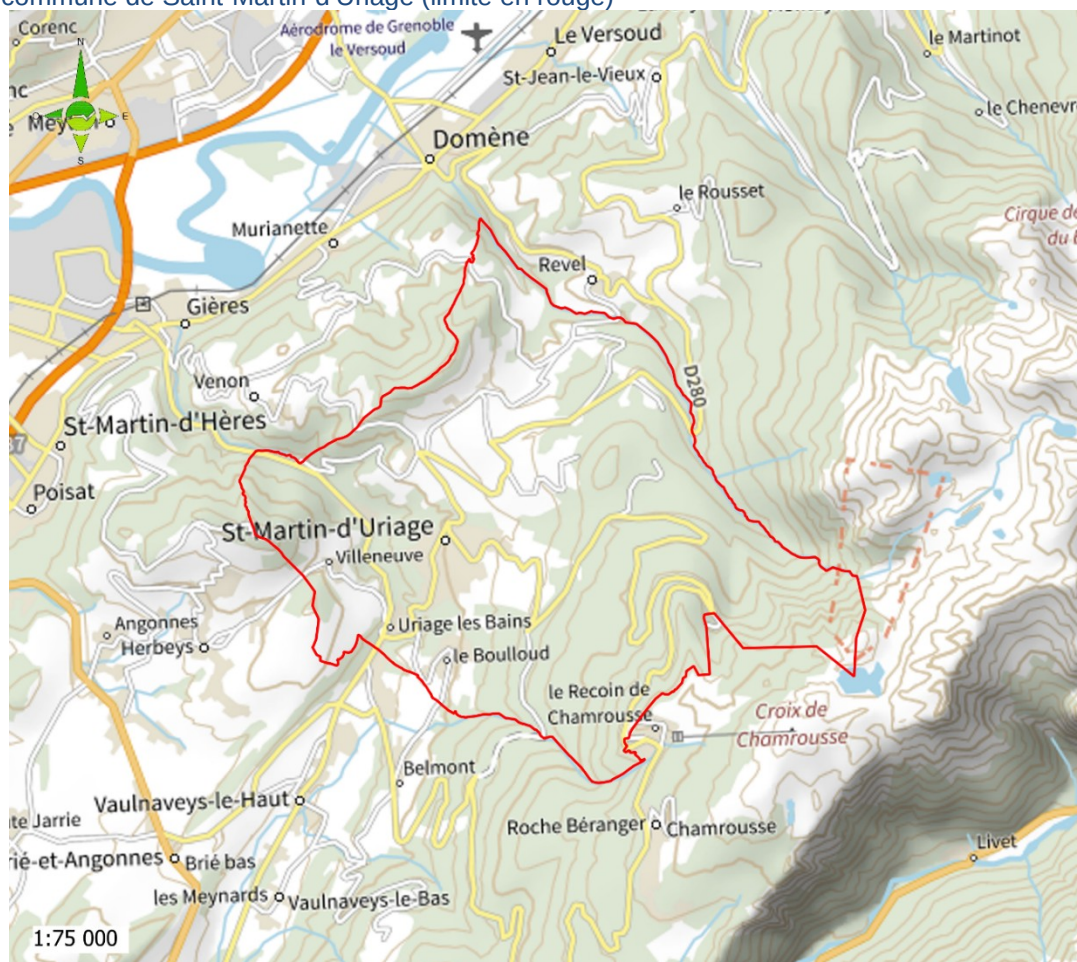 commune de Saint-Martin-d'Uriage (limite en rouge)
Corenc
Aérodrome de Grenoble
le Versoud
Le Versoud
le Martinot
St-Jean-le-Vieux
le Chenevr
N
E
S
Domène
le Rousset
Cirque de
du
Murianette
Revel
Gières
D280
Venon
St-Martin-d'Hères
Poisat
St-Martin-d'Uriage
Villeneuve
Angonnes
Herbeys
Uriage les Bains
le Boulloud
le Recoin de
Chamrousse
Croix de
Chamrousse
Belmont
Vaulnaveys-le-Haut
te Jarrie
Roche Béranger
Chamrousse
Livet
rié-et-Angonnes
Brié bas
les Meynards
Vaulnaveys-le-Bas
1:75 000